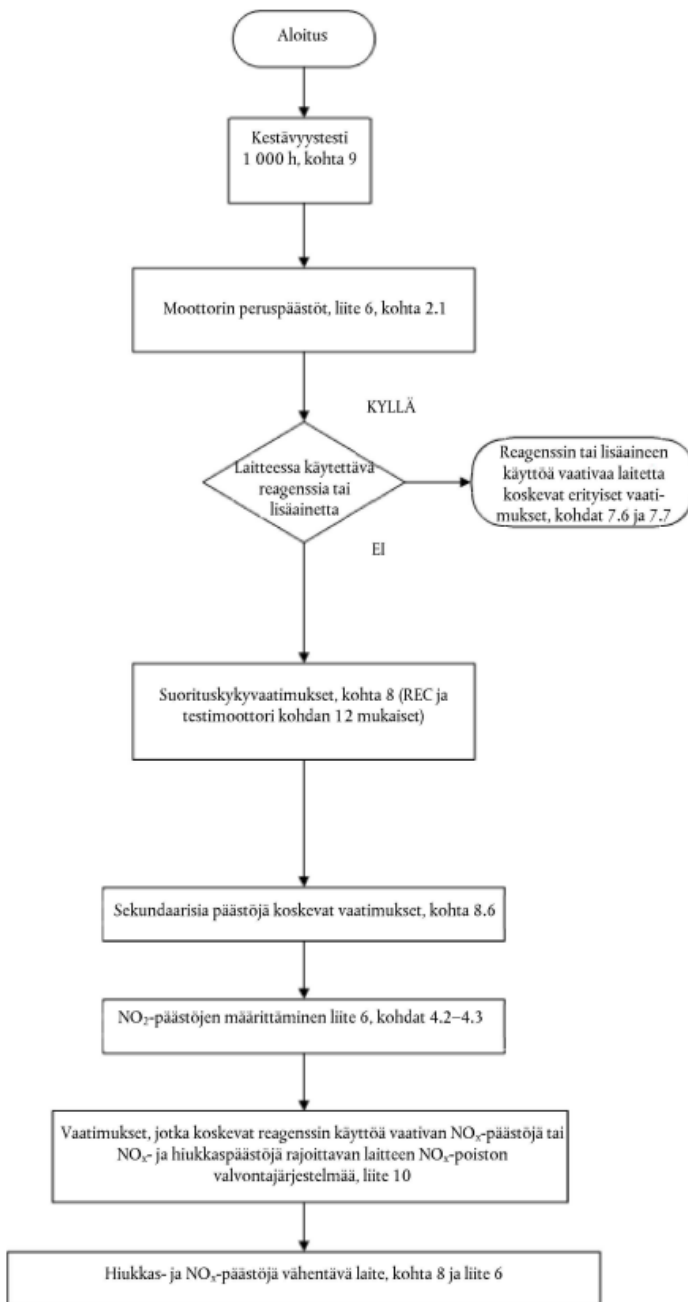 Aloitus
Kestävyystesti
1 000 h, kohta 9
Moottorin peruspäästöt, liite 6, kohta 2.1
KYLLÄ
Laitteessa käytettävä
reagenssia tai
lisäainetta
Reagenssin tai lisäaineen
käyttöä vaativaa laitetta
koskevat erityiset vaati-
mukset, kohdat 7.6 ja 7.7
EI
Suorituskykyvaatimukset, kohta 8 (REC ja
testimoottori kohdan 12 mukaiset)
Sekundaarisia päästöjä koskevat vaatimukset, kohta 8.6
NO₂-päästöjen määrittäminen liite 6, kohdat 4.2–4.3
Vaatimukset, jotka koskevat reagenssin käyttöä vaativan NOₓ-päästöjä tai
NOₓ- ja hiukkaspäästöjä rajoittavan laitteen NOₓ-poiston
valvontajärjestelmää, liite 10
Hiukkas- ja NOₓ-päästöjä vähentävä laite, kohta 8 ja liite 6